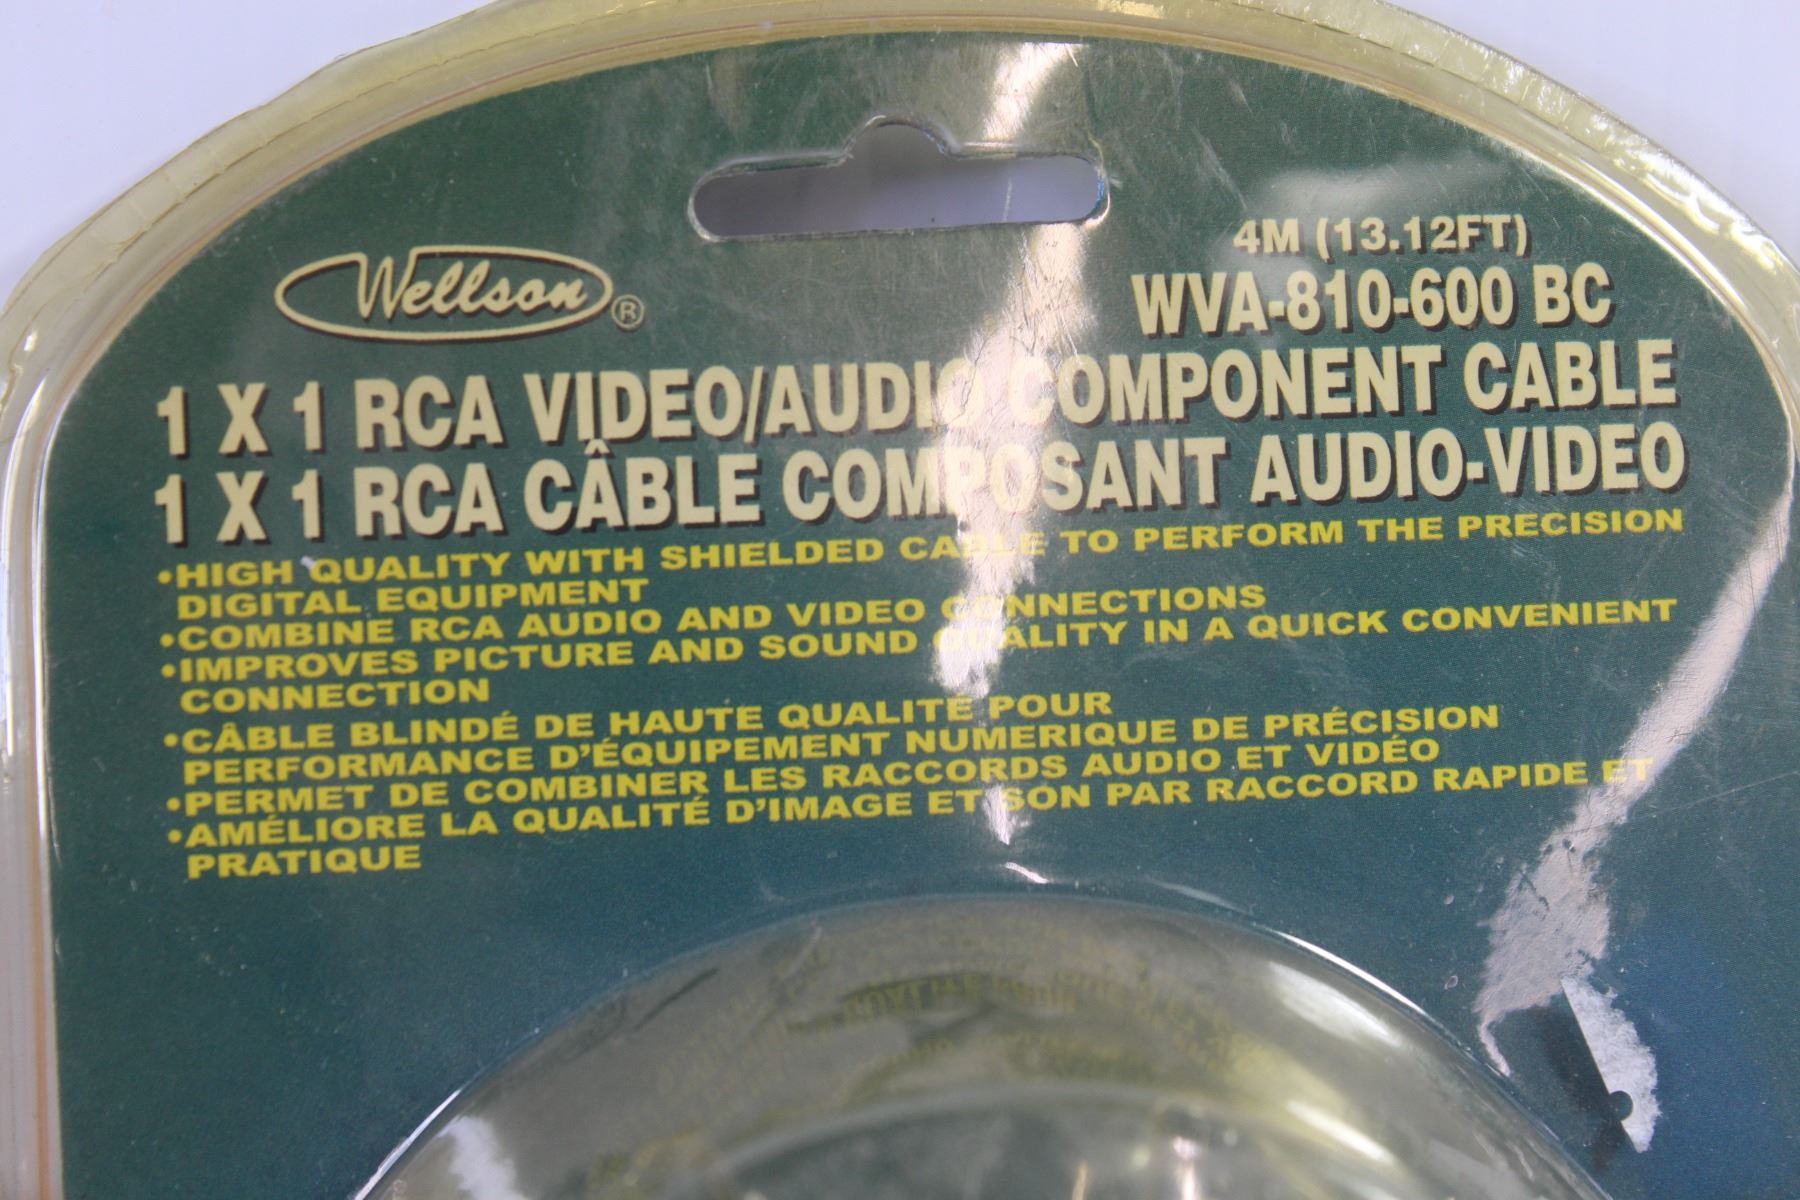 4M (13.12FT)
Wellson ®
WVA-810-600 BC
1 X 1 RCA VIDEO/AUDIO COMPONENT CABLE
1 X 1 RCA CÂBLE COMPOSANT AUDIO-VIDEO
•HIGH QUALITY WITH SHIELDED CABLE TO PERFORM THE PRECISION
DIGITAL EQUIPMENT
•COMBINE RCA AUDIO AND VIDEO CONNECTIONS
•IMPROVES PICTURE AND SOUND QUALITY IN A QUICK CONVENIENT
CONNECTION
•CÂBLE BLINDÉ DE HAUTE QUALITÉ POUR
PERFORMANCE D'ÉQUIPEMENT NUMERIQUE DE PRÉCISION
•PERMET DE COMBINER LES RACCORDS AUDIO ET VIDÉO
•AMÉLIORE LA QUALITÉ D'IMAGE ET SON PAR RACCORD RAPIDE ET
PRATIQUE